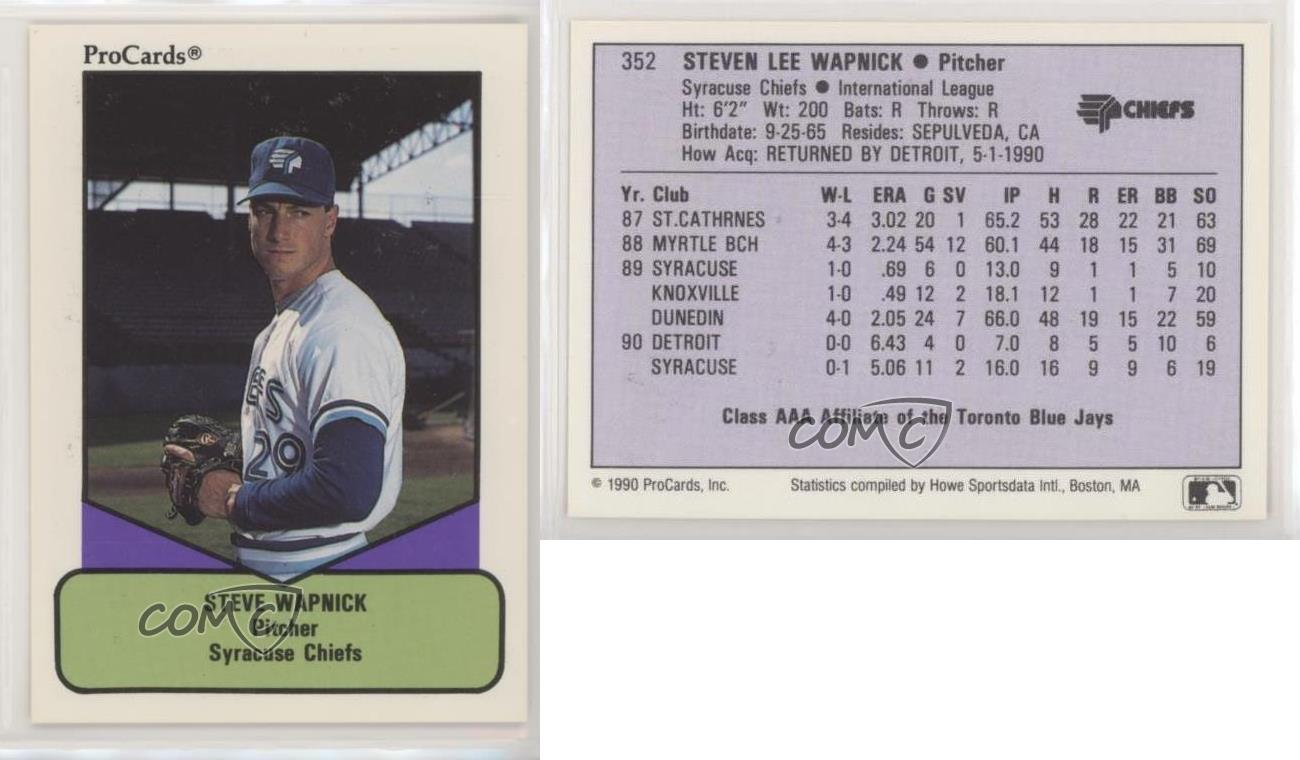 ProCards®
29
STEVE WAPNICK
Pitcher
Syracuse Chiefs
COMC
352 STEVEN LEE WAPNICK ● Pitcher
Syracuse Chiefs ● International League
CHIEFS
Ht: 6'2" Wt: 200 Bats: R Throws: R
Birthdate: 9-25-65 Resides: SEPULVEDA, CA
How Acq: RETURNED BY DETROIT, 5-1-1990
Yr. Club W-L ERA G SV IP H R ER BB SO
87 ST.CATHRNES 3-4 3.02 20 1 65.2 53 28 22 21 63
88 MYRTLE BCH 4-3 2.24 54 12 60.1 44 18 15 31 69
89 SYRACUSE 1-0 .69 6 0 13.0 9 1 1 5 10
KNOXVILLE 1-0 .49 12 2 18.1 12 1 1 7 20
DUNEDIN 4-0 2.05 24 7 66.0 48 19 15 22 59
90 DETROIT 0-0 6.43 4 0 7.0 8 5 5 10 6
SYRACUSE 0-1 5.06 11 2 16.0 16 9 9 6 19
Class AAA Affiliate of the Toronto Blue Jays
COMC
© 1990 ProCards, Inc. Statistics compiled by Howe Sportsdata Intl., Boston, MA